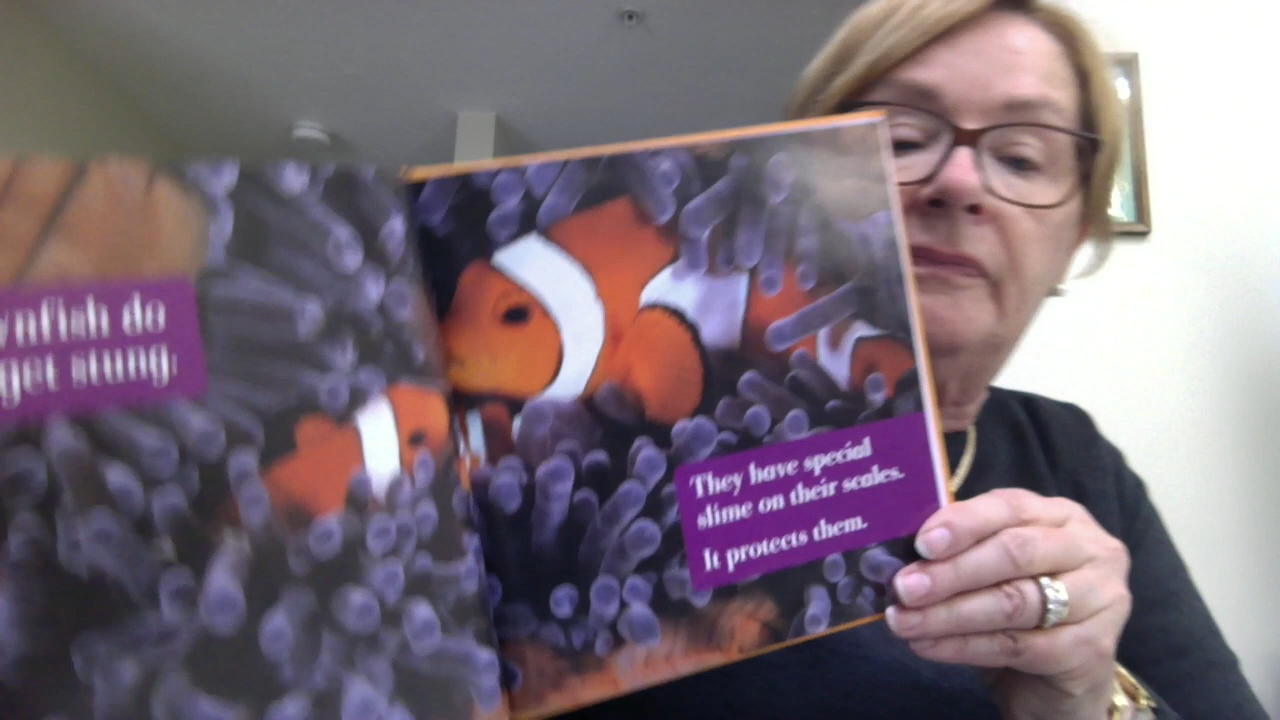 wnfish do
get stung.
They have special
slime on their scales.
It protects them.